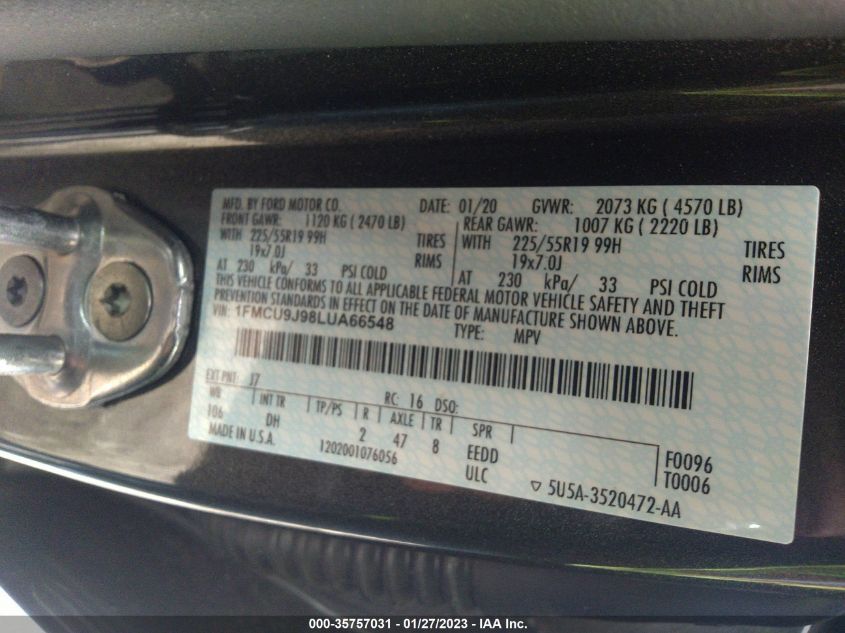 MFD. BY FORD MOTOR CO. DATE: 01/20 GVWR: 2073 KG ( 4570 LB)
FRONT GAWR: 1120 KG ( 2470 LB) REAR GAWR: 1007 KG ( 2220 LB)
WITH 225/55R19 99H TIRES WITH 225/55R19 99H TIRES
19x7.0J RIMS 19x7.0J RIMS
AT 230 kPa/ 33 PSI COLD AT 230 kPa/ 33 PSI COLD
THIS VEHICLE CONFORMS TO ALL APPLICABLE FEDERAL MOTOR VEHICLE SAFETY AND THEFT
PREVENTION STANDARDS IN EFFECT ON THE DATE OF MANUFACTURE SHOWN ABOVE.
VIN: 1FMCU9J98LUA66548 TYPE: MPV
EXT PNT: J7 RC: 16 DSO:
WB INT TR TP/PS R AXLE TR SPR
106 DH 2 47 8 EEDD F0096
MADE IN U.S.A. 1202001076056 ULC T0006
▽ 5U5A-3520472-AA
000-35757031 - 01/27/2023 - IAA Inc.